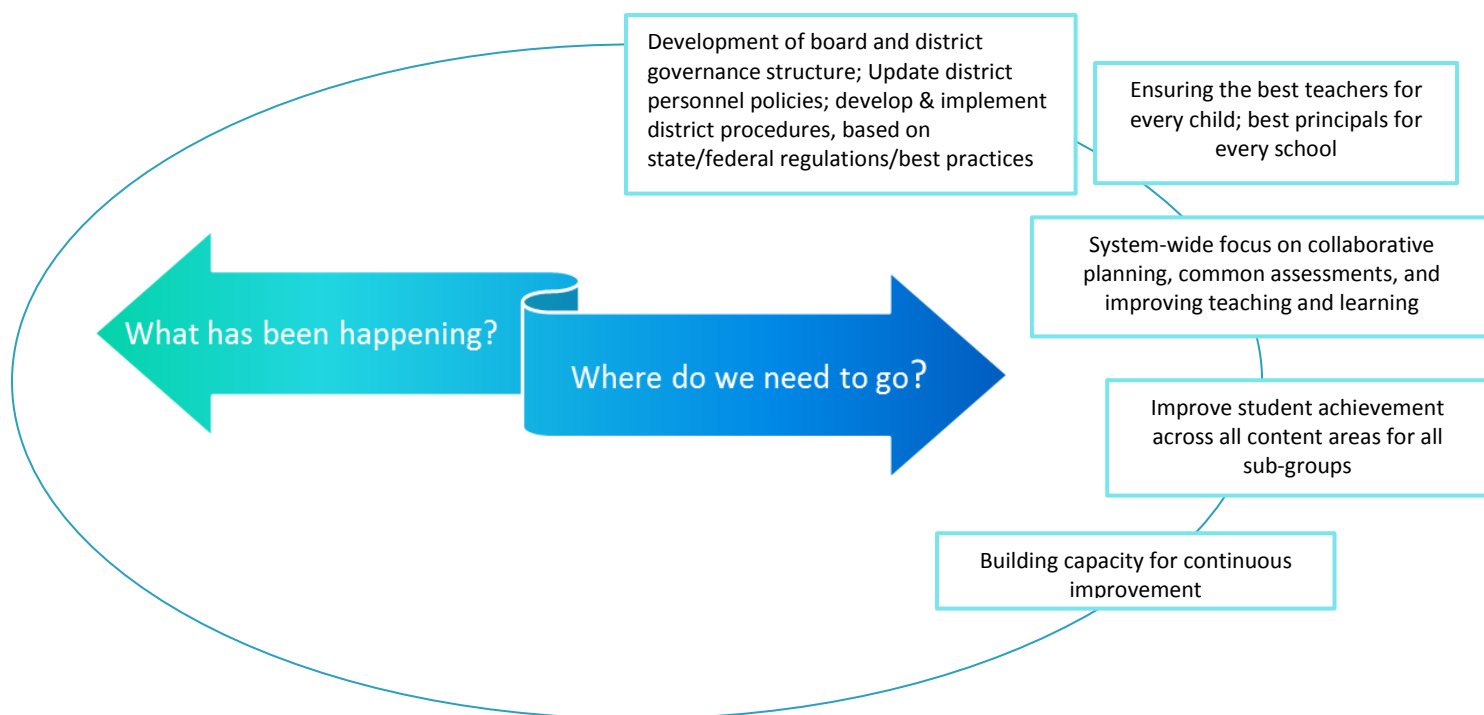 Development of board and district
governance structure; Update district
personnel policies; develop & implement
district procedures, based on
state/federal regulations/best practices
Ensuring the best teachers for
every child; best principals for
every school
System-wide focus on collaborative
planning, common assessments, and
improving teaching and learning
What has been happening?
Where do we need to go?
Improve student achievement
across all content areas for all
sub-groups
Building capacity for continuous
improvement